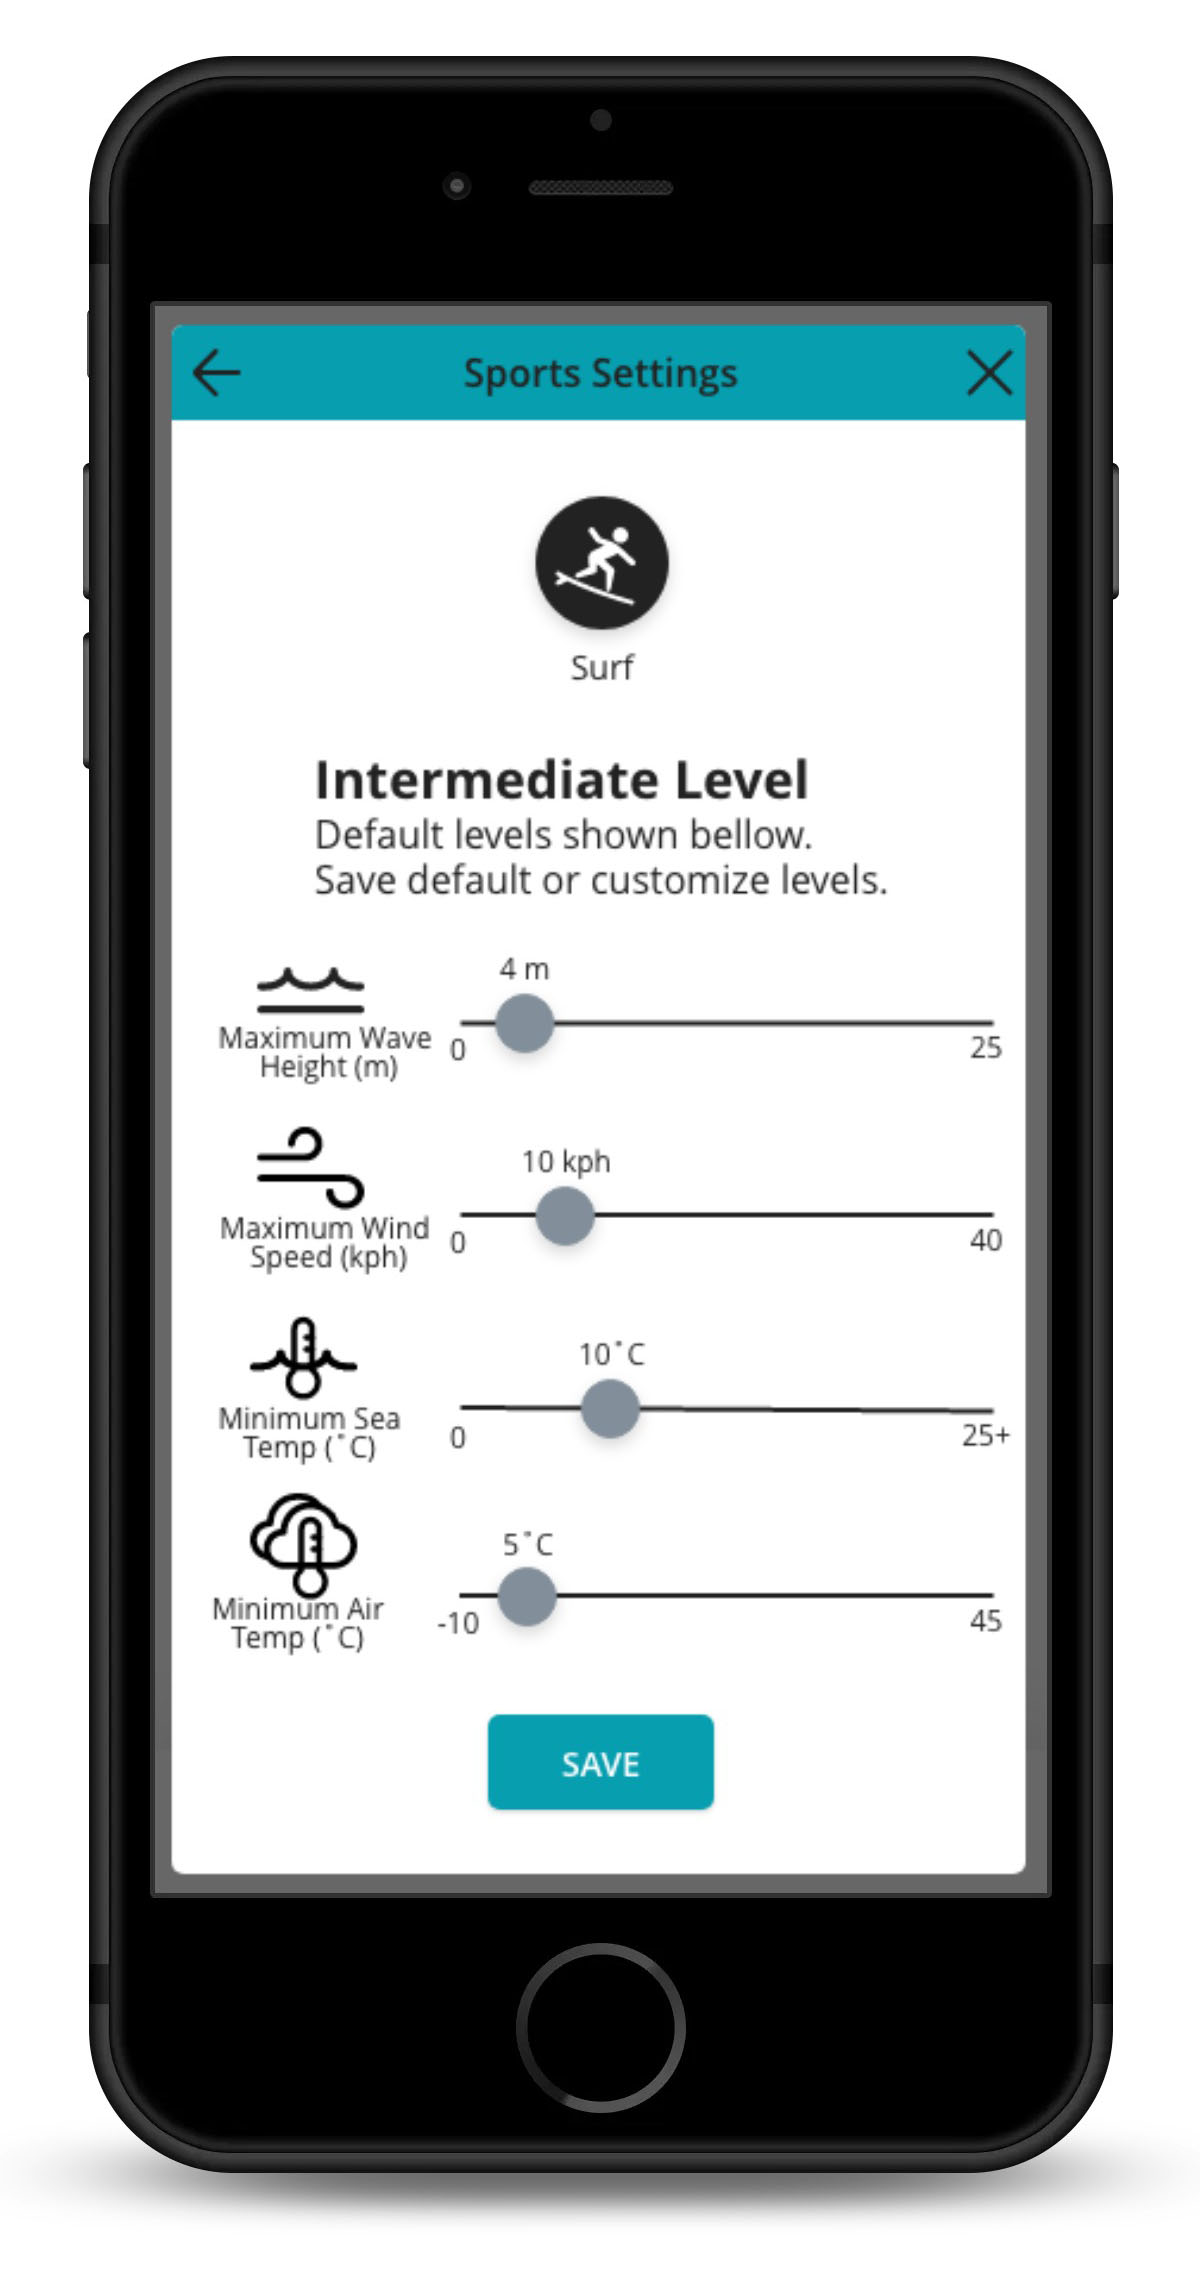 Sports Settings
Surf
Intermediate Level
Default levels shown bellow.
Save default or customize levels.
4 m
Maximum Wave
Height (m)
0
25
10 kph
Maximum Wind
Speed (kph)
0
40
10˚C
Minimum Sea
Temp (˚C)
0
25+
5˚C
Minimum Air
Temp (˚C)
-10
45
SAVE